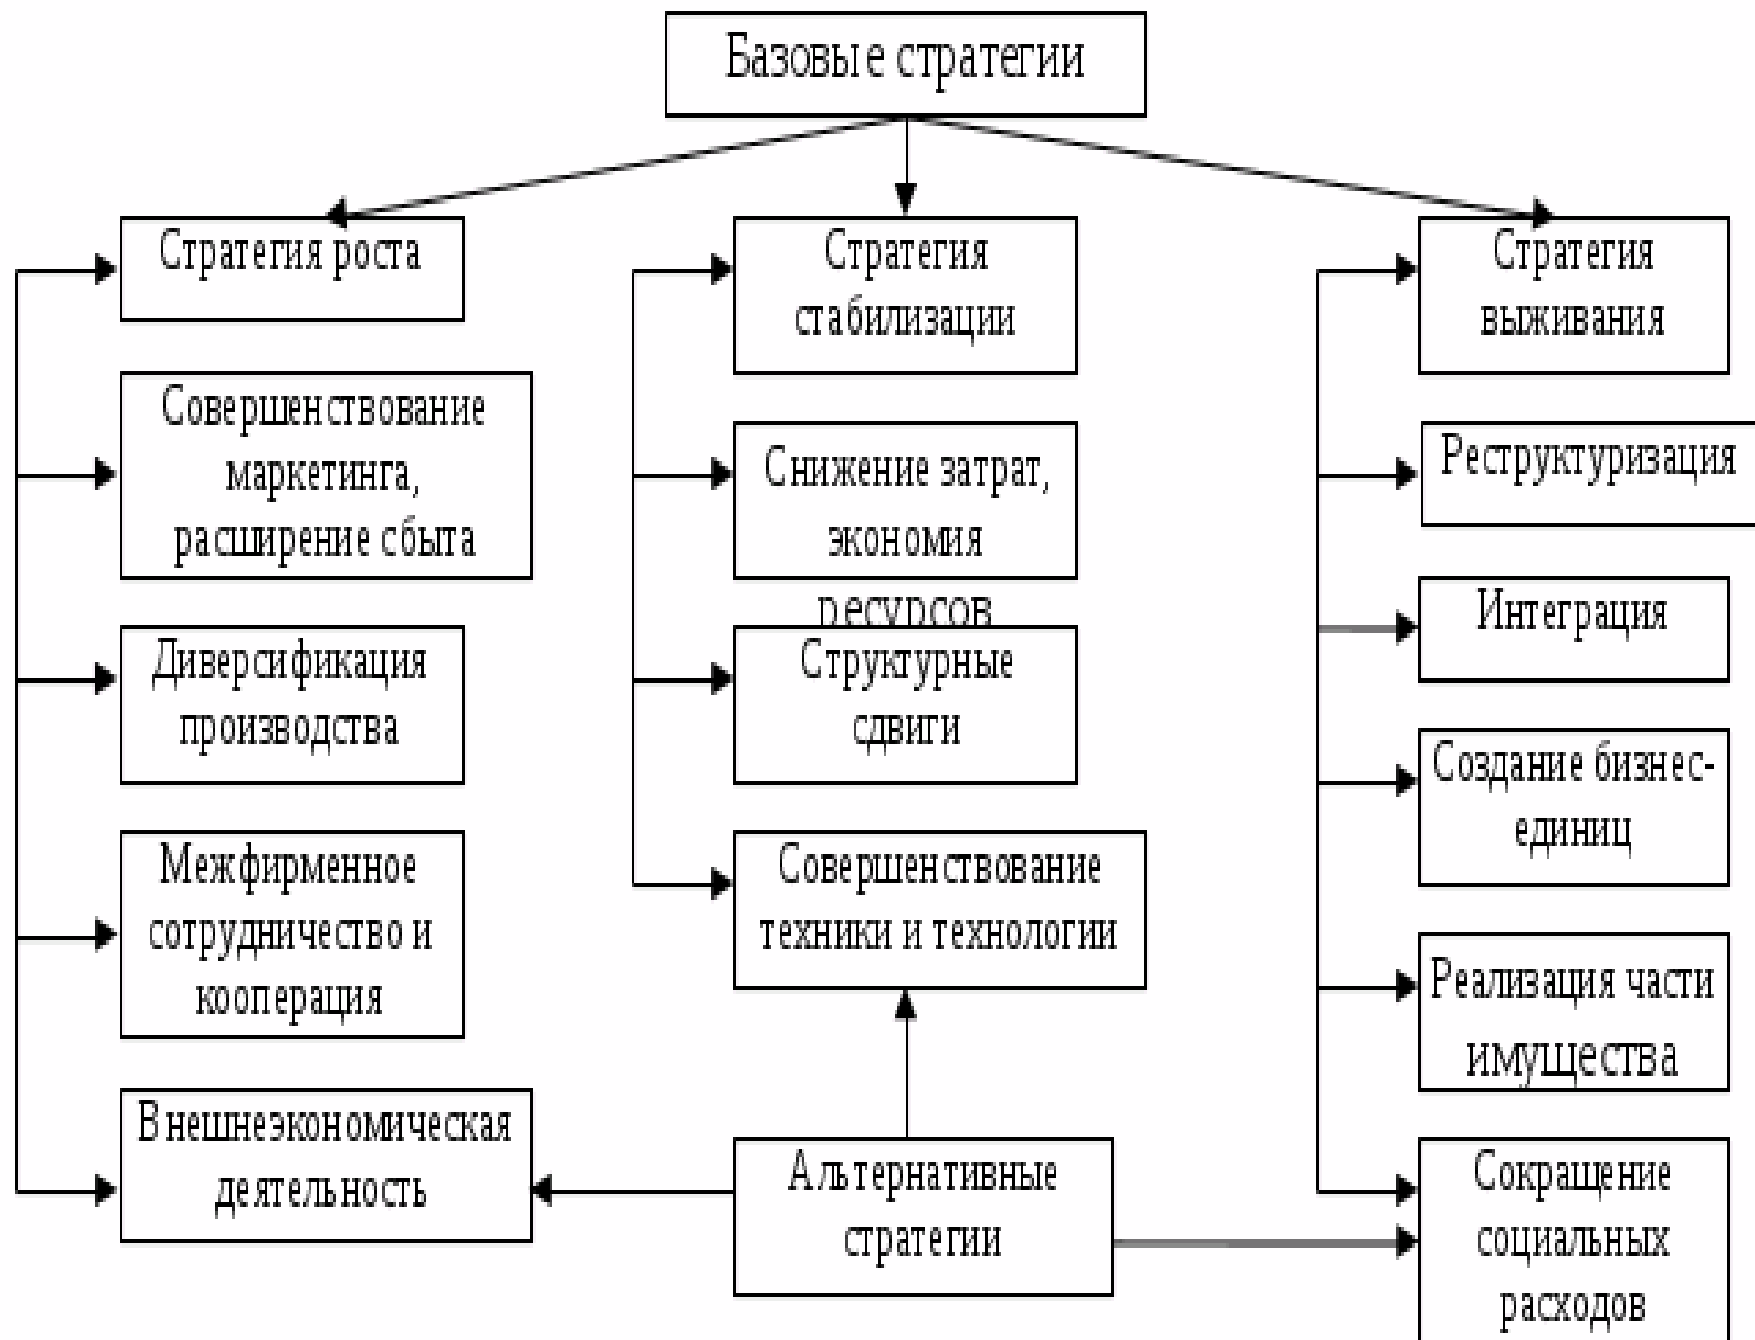 Базовые стратегии
Стратегия роста
Совершенствование
маркетинга,
расширение сбыта
Диверсификация
производства
Межфирменное
сотрудничество и
кооперация
Внешнеэкономическая
деятельность
Стратегия
стабилизации
Снижение затрат,
экономия
ресурсов
Структурные
сдвиги
Совершенствование
техники и технологии
Альтернативные
стратегии
Стратегия
выживания
Реструктуризация
Интеграция
Создание бизнес-
единиц
Реализация части
имущества
Сокращение
социальных
расходов